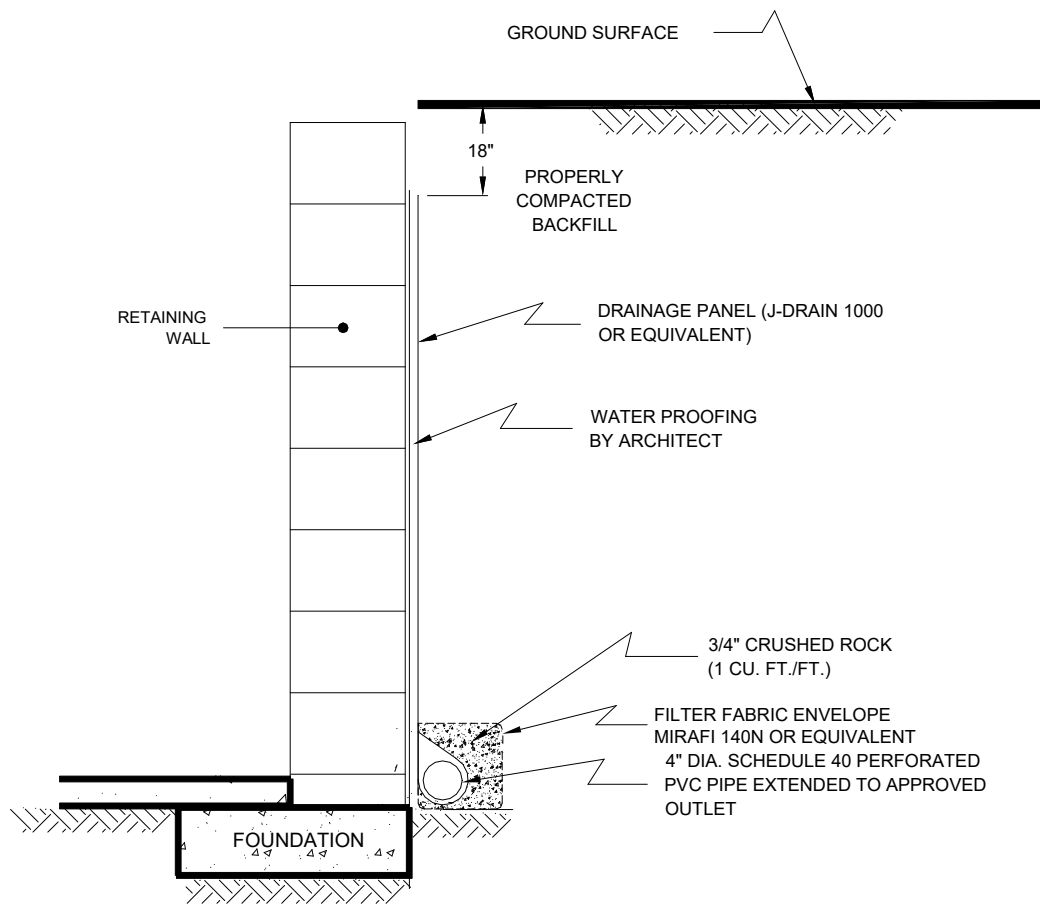 GROUND SURFACE
18"
PROPERLY
COMPACTED
BACKFILL
RETAINING
WALL
DRAINAGE PANEL (J-DRAIN 1000
OR EQUIVALENT)
WATER PROOFING
BY ARCHITECT
3/4" CRUSHED ROCK
(1 CU. FT./FT.)
FILTER FABRIC ENVELOPE
MIRAFI 140N OR EQUIVALENT
4" DIA. SCHEDULE 40 PERFORATED
PVC PIPE EXTENDED TO APPROVED
OUTLET
FOUNDATION